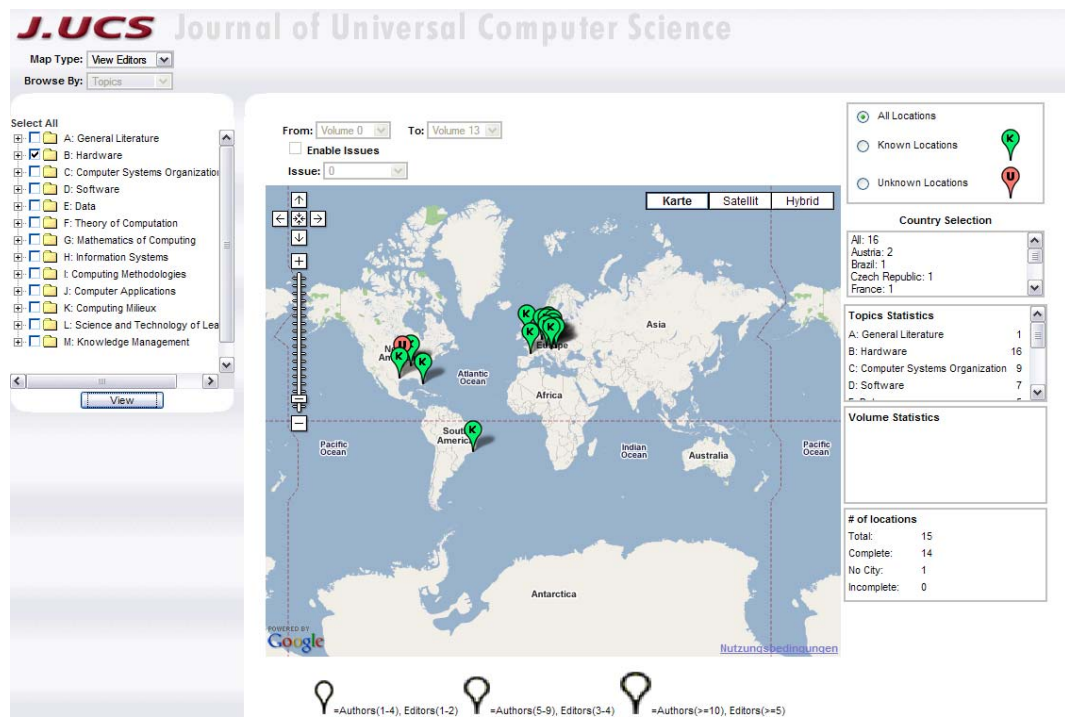 J.UCS Journal of Universal Computer Science
Map Type: View Editors
Browse By: Topics
Select All
A: General Literature
B: Hardware
C: Computer Systems Organization
D: Software
E: Data
F: Theory of Computation
G: Mathematics of Computing
H: Information Systems
I: Computing Methodologies
J: Computer Applications
K: Computing Milieux
L: Science and Technology of Lea
M: Knowledge Management
View
From: Volume 0 To: Volume 13
Enable Issues
Issue: 0
Karte Satellit Hybrid
Asia
Atlantic
Ocean
Africa
South
America
Pacific
Ocean
Indian
Ocean
Australia
Pacific
Ocean
Antarctica
K
U
POWERED BY
Google
Nutzungsbedingungen
=Authors(1-4), Editors(1-2) =Authors(5-9), Editors(3-4) =Authors(>=10), Editors(>=5)
All Locations
Known Locations K
Unknown Locations U
Country Selection
All: 16
Austria: 2
Brazil: 1
Czech Republic: 1
France: 1
Topics Statistics
A: General Literature 1
B: Hardware 16
C: Computer Systems Organization 9
D: Software 7
Volume Statistics
# of locations
Total: 15
Complete: 14
No City: 1
Incomplete: 0